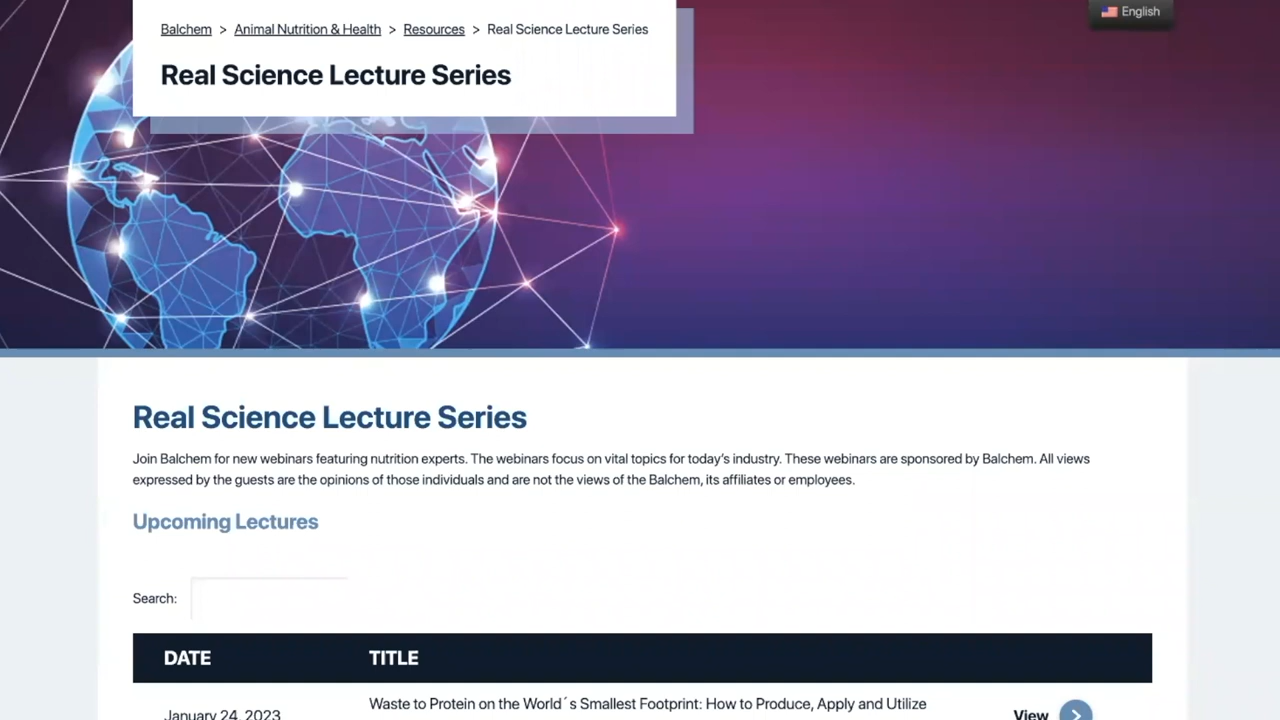 Balchem > Animal Nutrition & Health > Resources > Real Science Lecture Series
English
Real Science Lecture Series
Real Science Lecture Series
Join Balchem for new webinars featuring nutrition experts. The webinars focus on vital topics for today's industry. These webinars are sponsored by Balchem. All views
expressed by the guests are the opinions of those individuals and are not the views of the Balchem, its affiliates or employees.
Upcoming Lectures
Search:
DATE TITLE
Waste to Protein on the World´s Smallest Footprint: How to Produce, Apply and Utilize
January 24, 2023 View